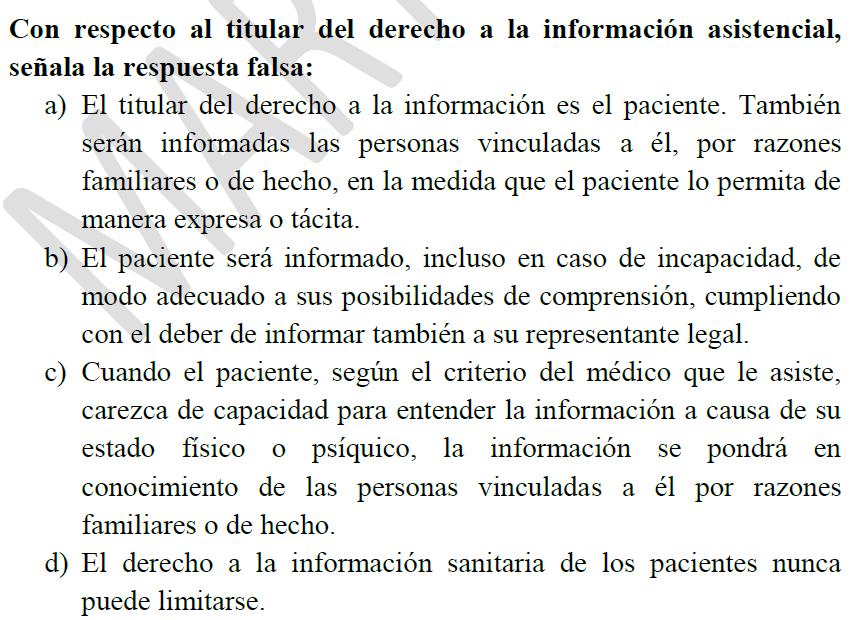 Con respecto al titular del derecho a la información asistencial,
señala la respuesta falsa:
a) El titular del derecho a la información es el paciente. También
serán informadas las personas vinculadas a él, por razones
familiares o de hecho, en la medida que el paciente lo permita de
manera expresa o tácita.
b) El paciente será informado, incluso en caso de incapacidad, de
modo adecuado a sus posibilidades de comprensión, cumpliendo
con el deber de informar también a su representante legal.
c) Cuando el paciente, según el criterio del médico que le asiste,
carezca de capacidad para entender la información a causa de su
estado físico o psíquico, la información se pondrá en
conocimiento de las personas vinculadas a él por razones
familiares o de hecho.
d) El derecho a la información sanitaria de los pacientes nunca
puede limitarse.